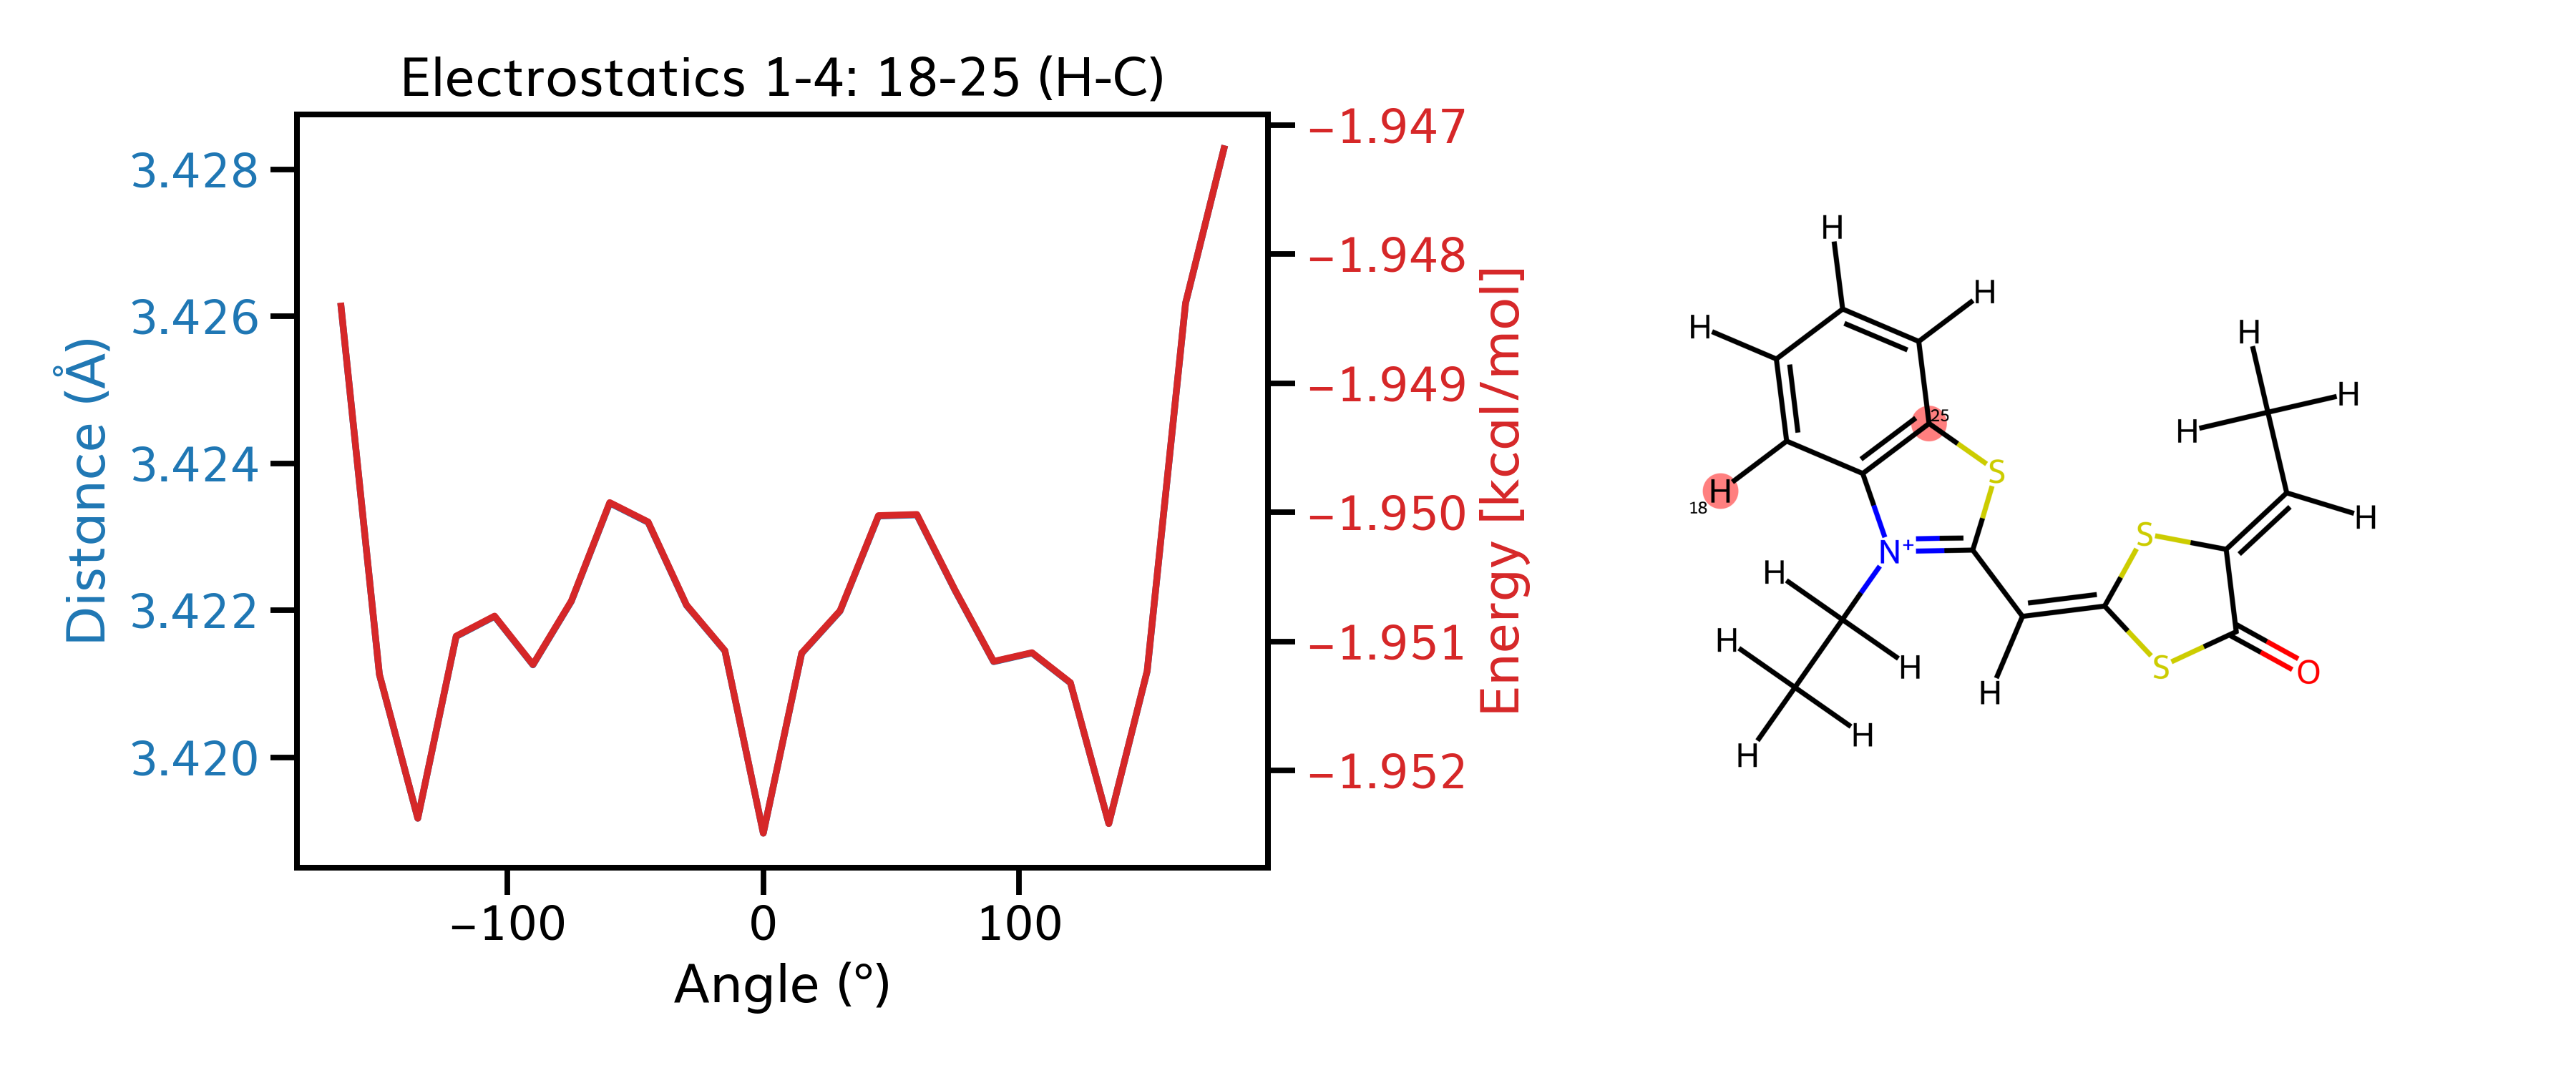 Electrostatics 1-4: 18-25 (H-C)
Distance (Å)
3.428
3.426
3.424
3.422
3.420
−1.947
−1.948
−1.949
−1.950
−1.951
−1.952
Energy [kcal/mol]
−100
0
100
Angle (°)
H
H
H
H
H
H
H
25
S
H
18
H
S
N⁺
H
H
H
H
S
O
H
H
H